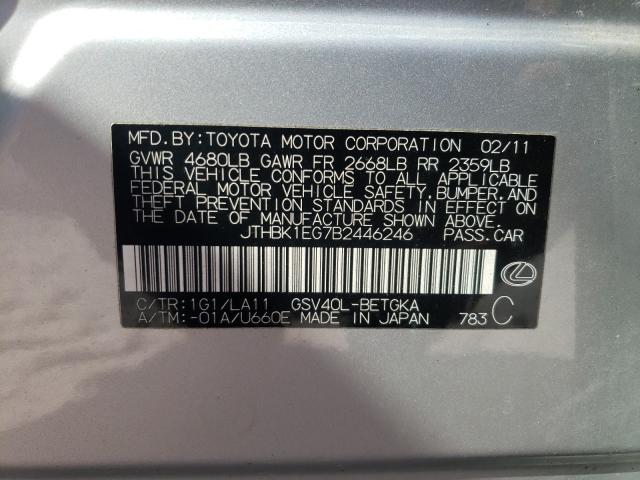 MFD. BY: TOYOTA MOTOR CORPORATION 02/11
GVWR 4680LB GAWR FR 2668LB RR 2359LB
THIS VEHICLE CONFORMS TO ALL APPLICABLE
FEDERAL MOTOR VEHICLE SAFETY, BUMPER, AND
THEFT PREVENTION STANDARDS IN EFFECT ON
THE DATE OF MANUFACTURE SHOWN ABOVE.
JTHBK1EG7B2446246 PASS. CAR
C/TR: 1G1/LA11 GSV40L-BETGKA
A/TM: -01A/U660E MADE IN JAPAN 783 C